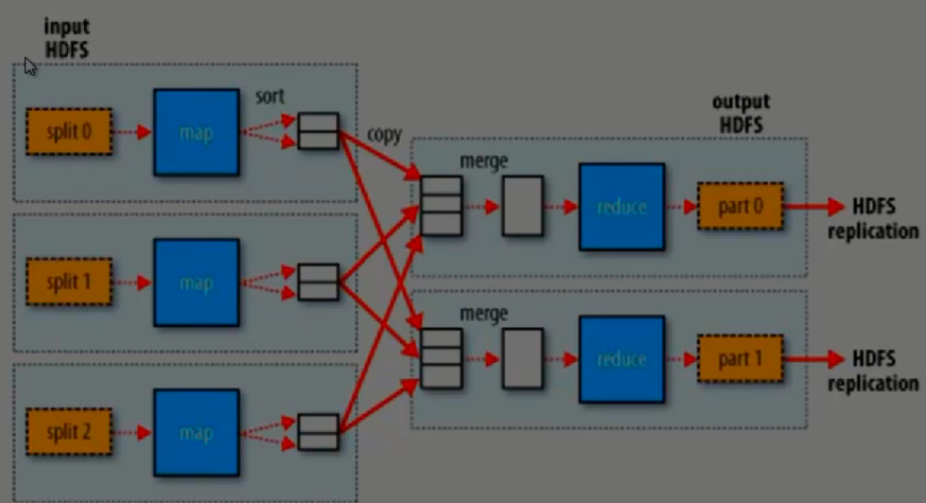 input
HDFS
split 0
map
sort
copy
split 1
map
split 2
map
output
HDFS
merge
reduce
part 0
HDFS
replication
merge
reduce
part 1
HDFS
replication